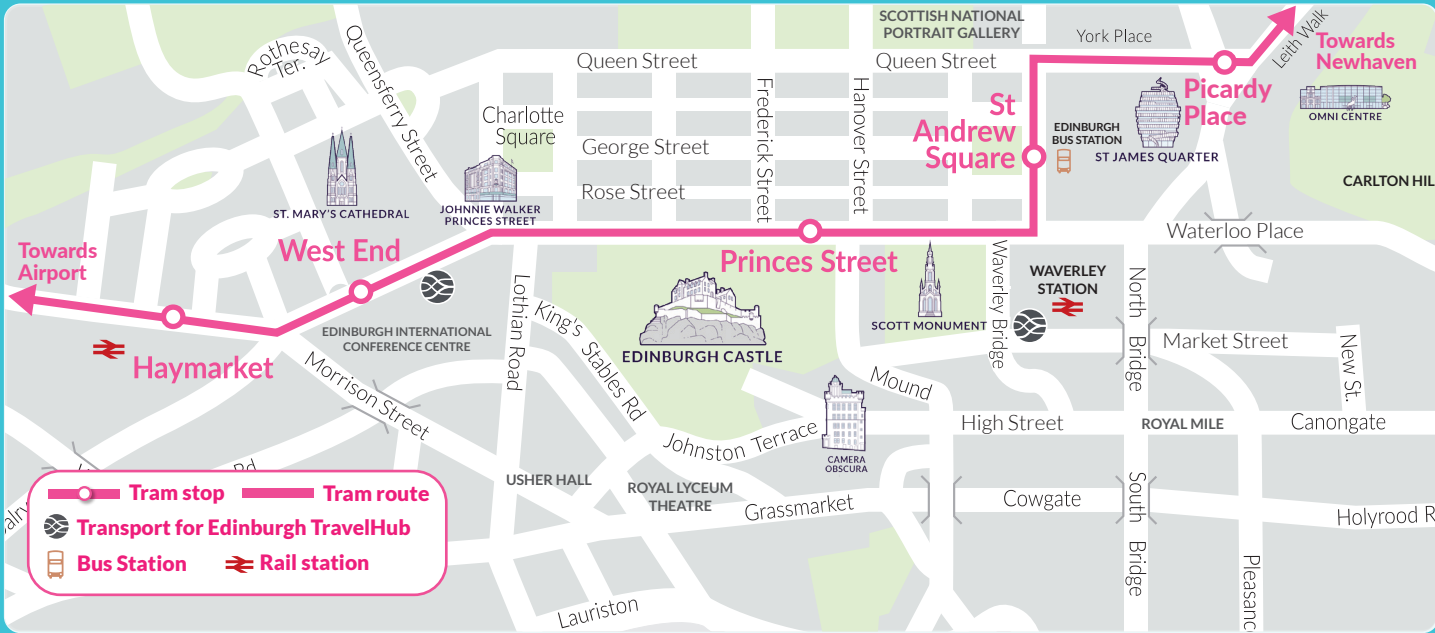 SCOTTISH NATIONAL
PORTRAIT GALLERY
York Place
Leith Walk
Towards
Newhaven
Rothesay
Ter.
Queensferry Street
Queen Street
Queen Street
Picardy
Place
OMNI CENTRE
Charlotte
Square
Frederick Street
Hanover Street
St
Andrew
Square
EDINBURGH
BUS STATION
ST JAMES QUARTER
George Street
CARLTON HIL
Rose Street
ST. MARY'S CATHEDRAL
JOHNNIE WALKER
PRINCES STREET
Waterloo Place
Towards
Airport
West End
Princes Street
Waverley Bridge
WAVERLEY
STATION
North Bridge
Lothian Road
King's Stables Rd
SCOTT MONUMENT
EDINBURGH INTERNATIONAL
CONFERENCE CENTRE
EDINBURGH CASTLE
Market Street
New St.
Haymarket
Morrison Street
Mound
High Street
ROYAL MILE
Canongate
Johnston Terrace
CAMERA
OBSCURA
Rd
USHER HALL
ROYAL LYCEUM
THEATRE
Grassmarket
Cowgate
South Bridge
Holyrood R
Pleasanc
Lauriston
alry
Tram stop
Tram route
Transport for Edinburgh TravelHub
Bus Station
Rail station